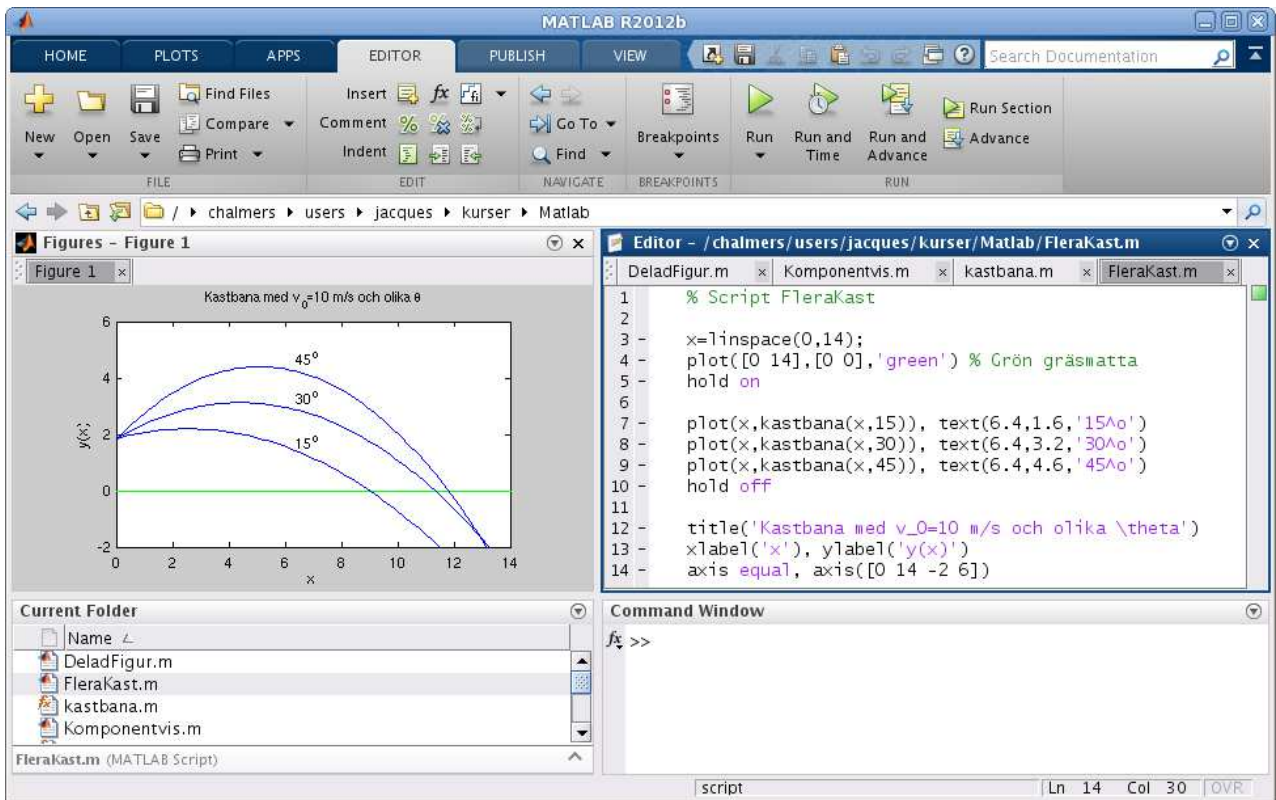 MATLAB R2012b
HOME PLOTS APPS EDITOR PUBLISH VIEW Search Documentation
New Open Save Find Files Compare Print
FILE
Insert fx fi
Comment
Indent
EDIT
Go To
Find
NAVIGATE
Breakpoints
BREAKPOINTS
Run Run and Time Run and Advance Run Section Advance
RUN
/ chalmers users jacques kurser Matlab
Figures - Figure 1
Figure 1
Kastbana med v_0=10 m/s och olika θ
6
4
2
0
-2
y(x)
45°
30°
15°
0 2 4 6 8 10 12 14
x
Editor - /chalmers/users/jacques/kurser/Matlab/FleraKast.m
DeladFigur.m Komponentvis.m kastbana.m FleraKast.m
1 % Script FleraKast
2
3 - x=linspace(0,14);
4 - plot([0 14],[0 0],'green') % Grön gräsmatta
5 - hold on
6
7 - plot(x,kastbana(x,15)), text(6.4,1.6,'15^o')
8 - plot(x,kastbana(x,30)), text(6.4,3.2,'30^o')
9 - plot(x,kastbana(x,45)), text(6.4,4.6,'45^o')
10 - hold off
11
12 - title('Kastbana med v_0=10 m/s och olika \theta')
13 - xlabel('x'), ylabel('y(x)')
14 - axis equal, axis([0 14 -2 6])
Current Folder
Name
DeladFigur.m
FleraKast.m
kastbana.m
Komponentvis.m
FleraKast.m (MATLAB Script)
Command Window
fx >>
script Ln 14 Col 30 OVR